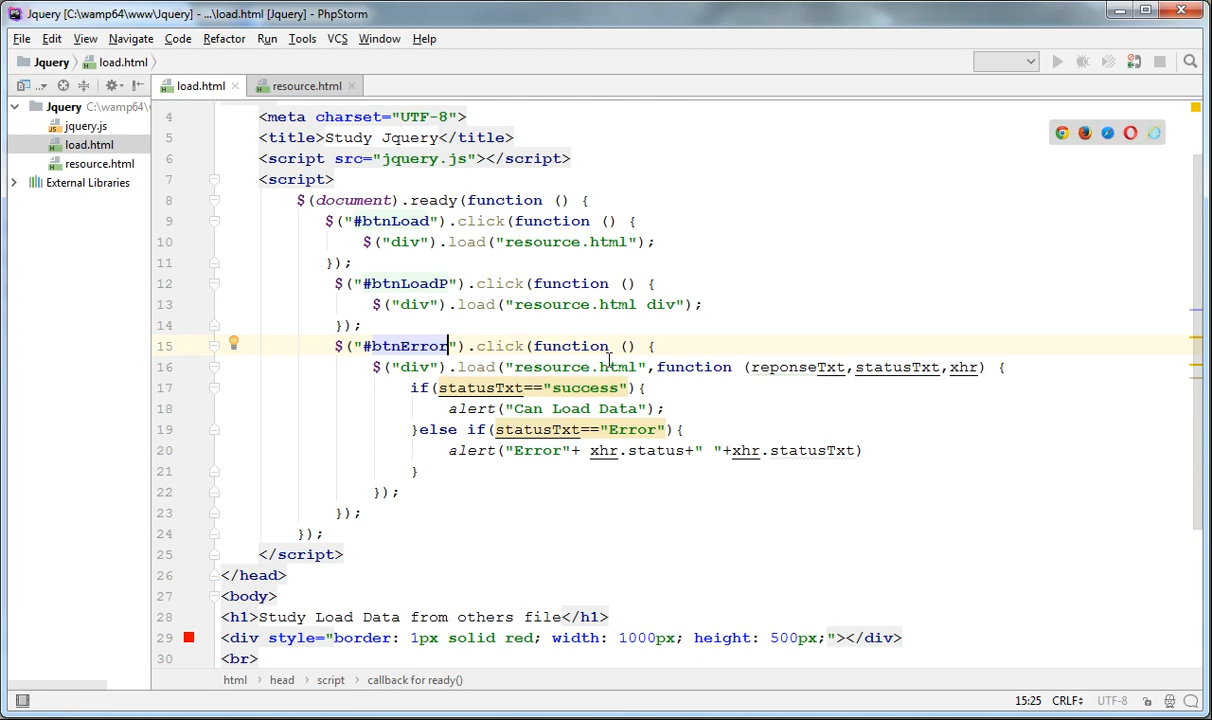 Jquery [C:\wamp64\www\Jquery] - ...\load.html [Jquery] - PhpStorm
File Edit View Navigate Code Refactor Run Tools VCS Window Help
Jquery load.html
load.html resource.html
Jquery C:\wamp64\
jquery.js
load.html
resource.html
External Libraries
4 <meta charset="UTF-8">
5 <title>Study Jquery</title>
6 <script src="jquery.js"></script>
7 <script>
8 $(document).ready(function () {
9 $("#btnLoad").click(function () {
10 $("div").load("resource.html");
11 });
12 $("#btnLoadP").click(function () {
13 $("div").load("resource.html div");
14 });
15 $("#btnError").click(function () {
16 $("div").load("resource.html",function (reponseTxt,statusTxt,xhr) {
17 if(statusTxt=="success"){
18 alert("Can Load Data");
19 }else if(statusTxt=="Error"){
20 alert("Error"+ xhr.status+" "+xhr.statusTxt)
21 }
22 });
23 });
24 });
25 </script>
26 </head>
27 <body>
28 <h1>Study Load Data from others file</h1>
29 <div style="border: 1px solid red; width: 1000px; height: 500px;"></div>
30 <br>
html head script callback for ready()
15:25 CRLF UTF-8